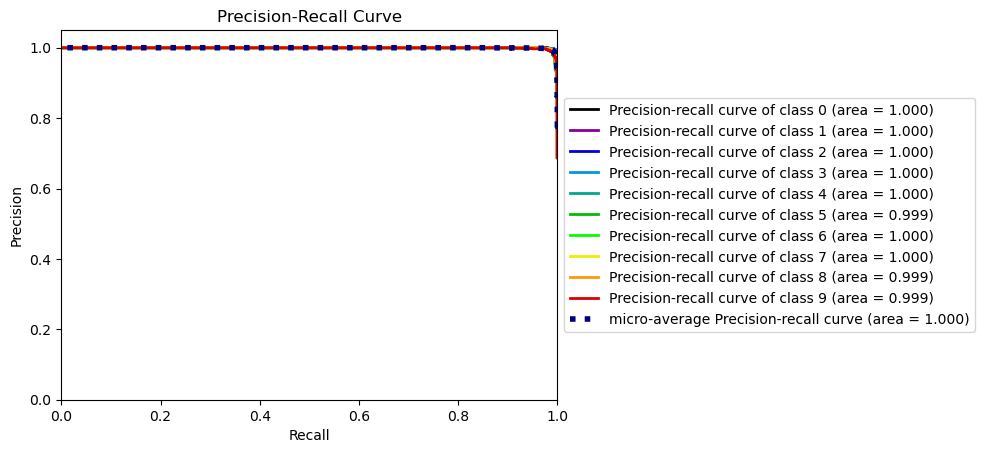 Precision-Recall Curve
1.0
0.8
0.6
0.4
0.2
0.0
Precision
0.0 0.2 0.4 0.6 0.8 1.0
Recall
Precision-recall curve of class 0 (area = 1.000)
Precision-recall curve of class 1 (area = 1.000)
Precision-recall curve of class 2 (area = 1.000)
Precision-recall curve of class 3 (area = 1.000)
Precision-recall curve of class 4 (area = 1.000)
Precision-recall curve of class 5 (area = 0.999)
Precision-recall curve of class 6 (area = 1.000)
Precision-recall curve of class 7 (area = 1.000)
Precision-recall curve of class 8 (area = 0.999)
Precision-recall curve of class 9 (area = 0.999)
micro-average Precision-recall curve (area = 1.000)